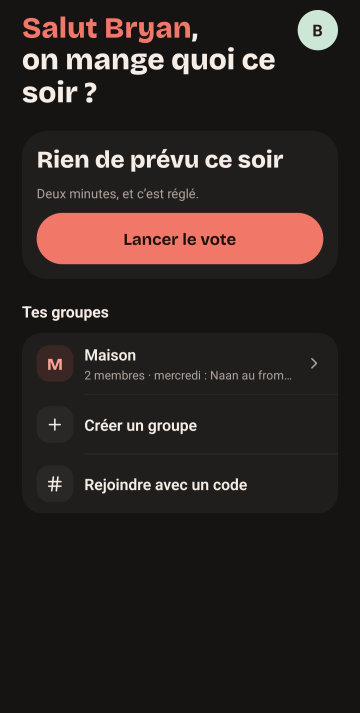 Salut Bryan,
on mange quoi ce
soir ?
B
Rien de prévu ce soir
Deux minutes, et c'est réglé.
Lancer le vote
Tes groupes
M
Maison
2 membres · mercredi : Naan au from…
Créer un groupe
Rejoindre avec un code